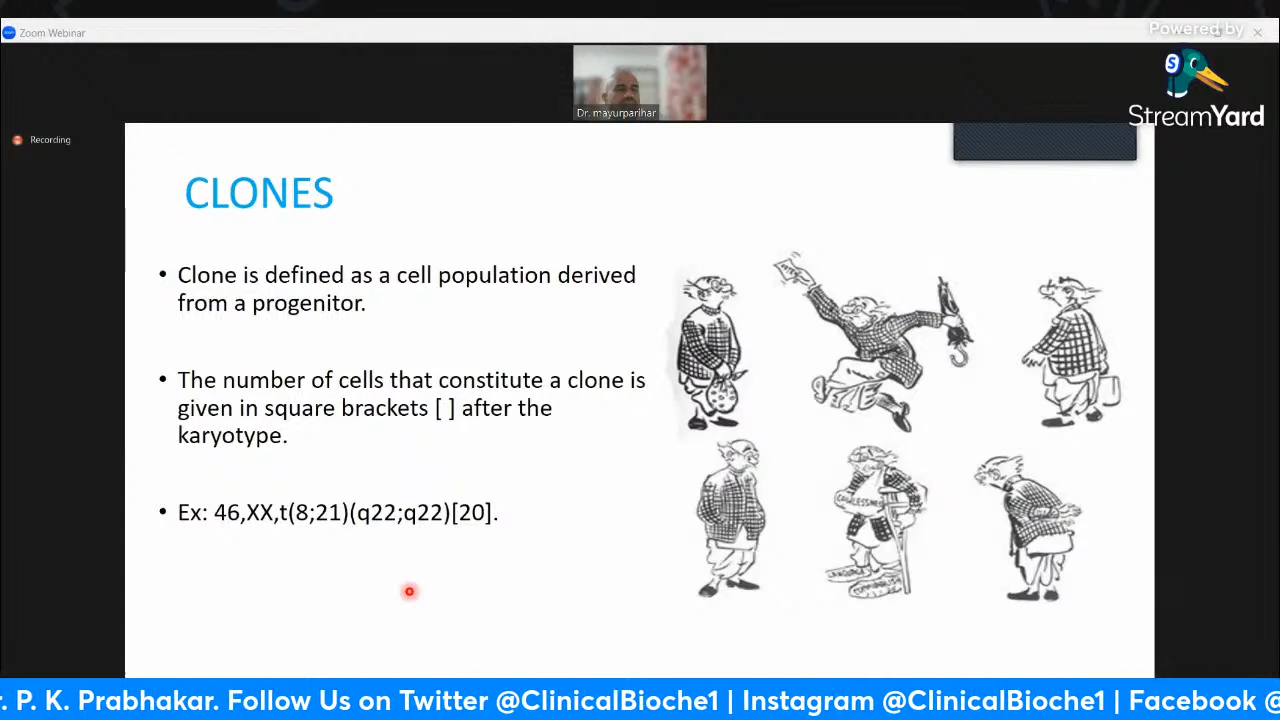 Powered by
Zoom Webinar
StreamYard
Dr. mayurparihar
Recording
CLONES
• Clone is defined as a cell population derived
from a progenitor.
• The number of cells that constitute a clone is
given in square brackets [ ] after the
karyotype.
• Ex: 46,XX,t(8;21)(q22;q22)[20].
r. P. K. Prabhakar. Follow Us on Twitter @ClinicalBioche1 | Instagram @ClinicalBioche1 | Facebook @